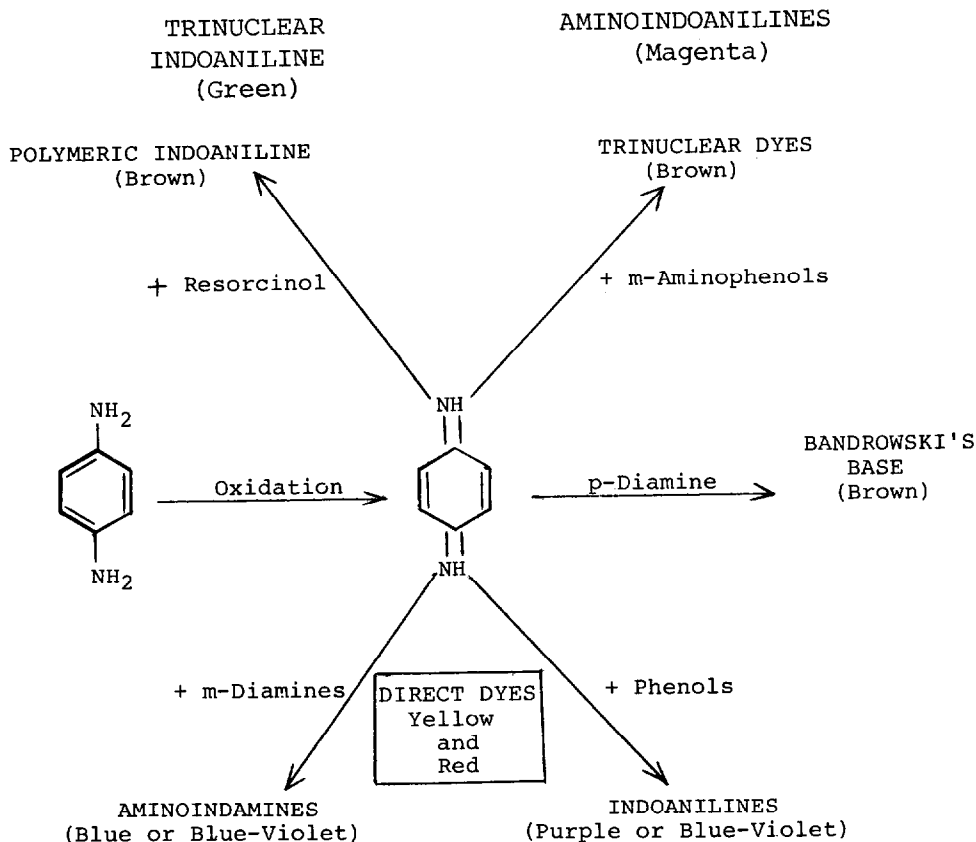 TRINUCLEAR
INDOANILINE
(Green)
AMINOINDOANILINES
(Magenta)
POLYMERIC INDOANILINE
(Brown)
TRINUCLEAR DYES
(Brown)
+ Resorcinol
+ m-Aminophenols
NH2
NH
Oxidation
p-Diamine
BANDROWSKI'S
BASE
(Brown)
NH2
NH
+ m-Diamines
DIRECT DYES
Yellow
and
Red
+ Phenols
AMINOINDAMINES
(Blue or Blue-Violet)
INDOANILINES
(Purple or Blue-Violet)